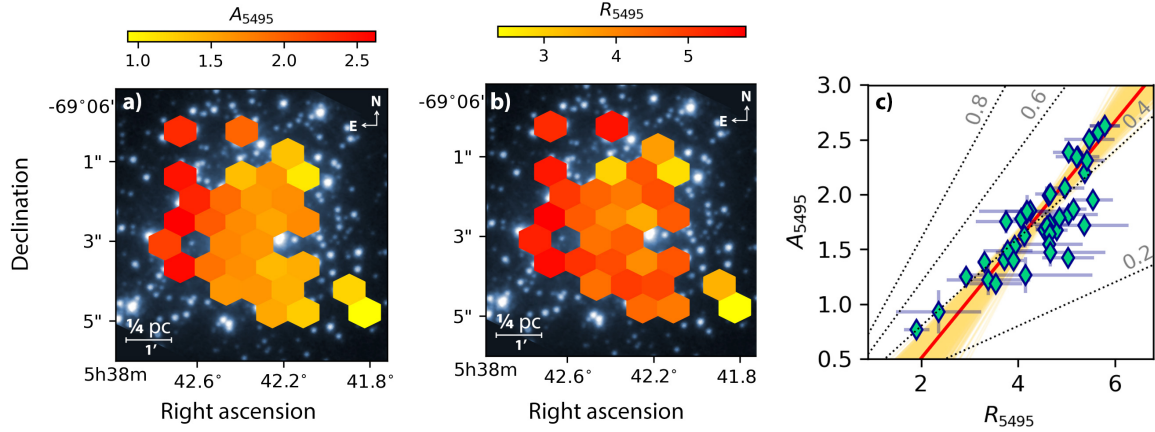 A5495
1.0 1.5 2.0 2.5
R5495
3 4 5
a)
N
E
-69°06'
1"
3"
5"
Declination
¼ pc
1'
5h38m
42.6° 42.2° 41.8°
Right ascension
b)
N
E
-69°06'
1"
3"
5"
¼ pc
1'
5h38m
42.6° 42.2° 41.8°
Right ascension
c)
3.0
2.5
2.0
1.5
1.0
0.5
A5495
0.8
0.6
0.4
0.2
2 4 6
R5495